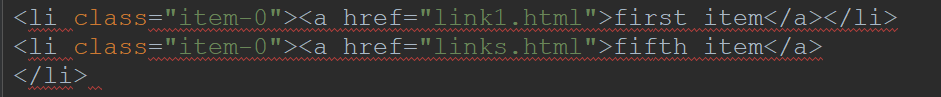 <li class="item-0"><a href="link1.html">first item</a></li>
<li class="item-0"><a href="links.html">fifth item</a>
</li>